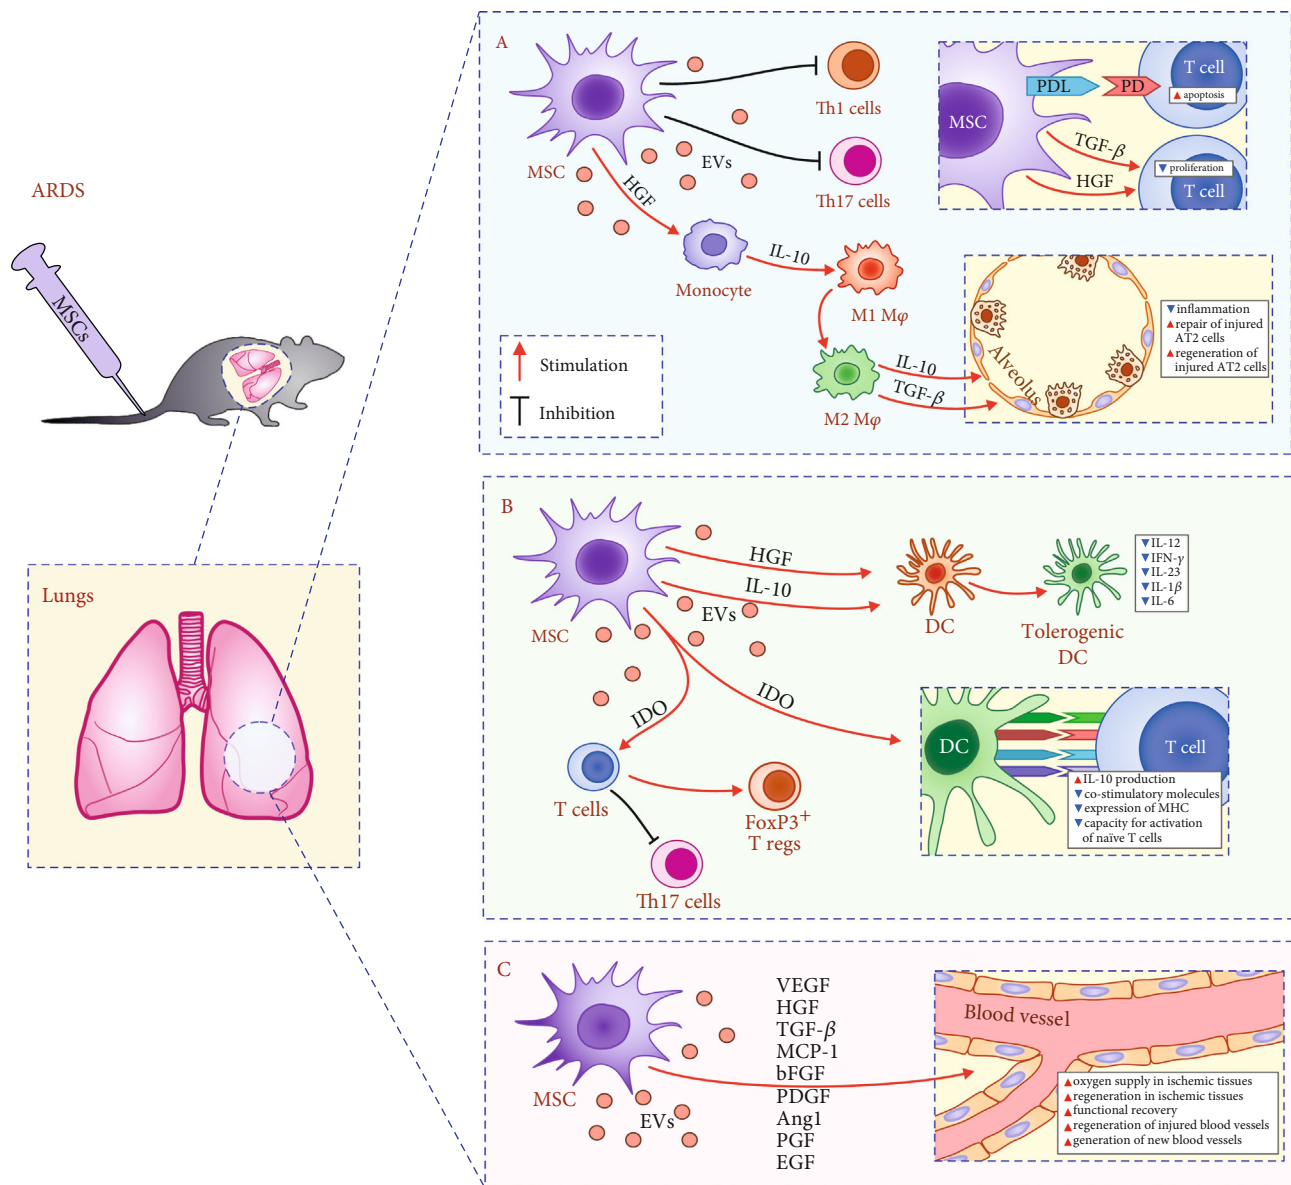 ARDS
MSCs
Lungs
A
MSC
EVs
Th1 cells
Th17 cells
HGF
Monocyte
IL-10
M1 Mφ
M2 Mφ
IL-10
TGF-β
Stimulation
Inhibition
MSC
PDL
PD
T cell
apoptosis
TGF-β
HGF
proliferation
T cell
Alveolus
inflammation
repair of injured
AT2 cells
regeneration of
injured AT2 cells
B
MSC
EVs
HGF
IL-10
DC
Tolerogenic
DC
IL-12
IFN-γ
IL-23
IL-1β
IL-6
IDO
IDO
T cells
FoxP3+
T regs
Th17 cells
DC
T cell
IL-10 production
co-stimulatory molecules
expression of MHC
capacity for activation
of naïve T cells
C
MSC
EVs
VEGF
HGF
TGF-β
MCP-1
bFGF
PDGF
Ang1
PGF
EGF
Blood vessel
oxygen supply in ischemic tissues
regeneration in ischemic tissues
functional recovery
regeneration of injured blood vessels
generation of new blood vessels